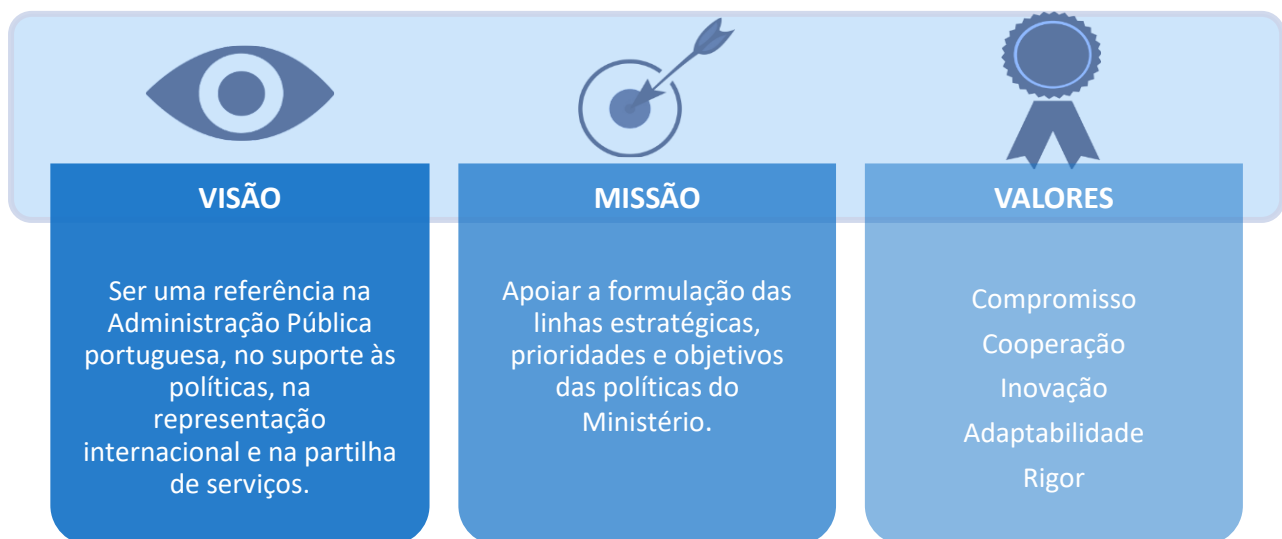 VISÃO
Ser uma referência na
Administração Pública
portuguesa, no suporte às
políticas, na
representação
internacional e na partilha
de serviços.
MISSÃO
Apoiar a formulação das
linhas estratégicas,
prioridades e objetivos
das políticas do
Ministério.
VALORES
Compromisso
Cooperação
Inovação
Adaptabilidade
Rigor